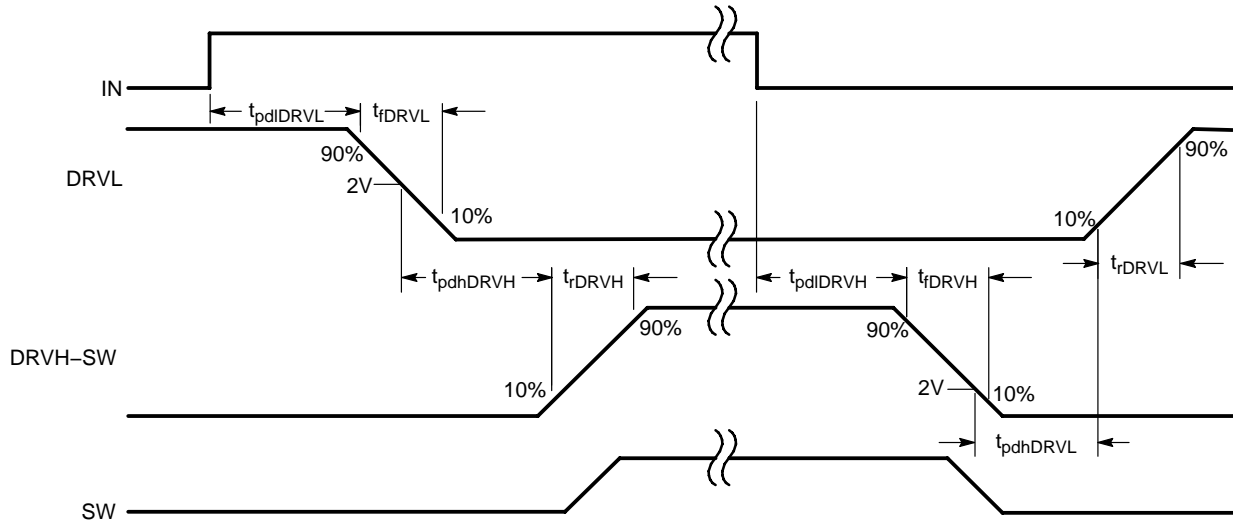 IN
tpdlDRVL tfDRVL
DRVL
90%
2V
10%
90%
10%
tpdhDRVH trDRVH tpdlDRVH tfDRVH trDRVL
DRVH−SW
90%
10%
90%
2V
10%
tpdhDRVL
SW